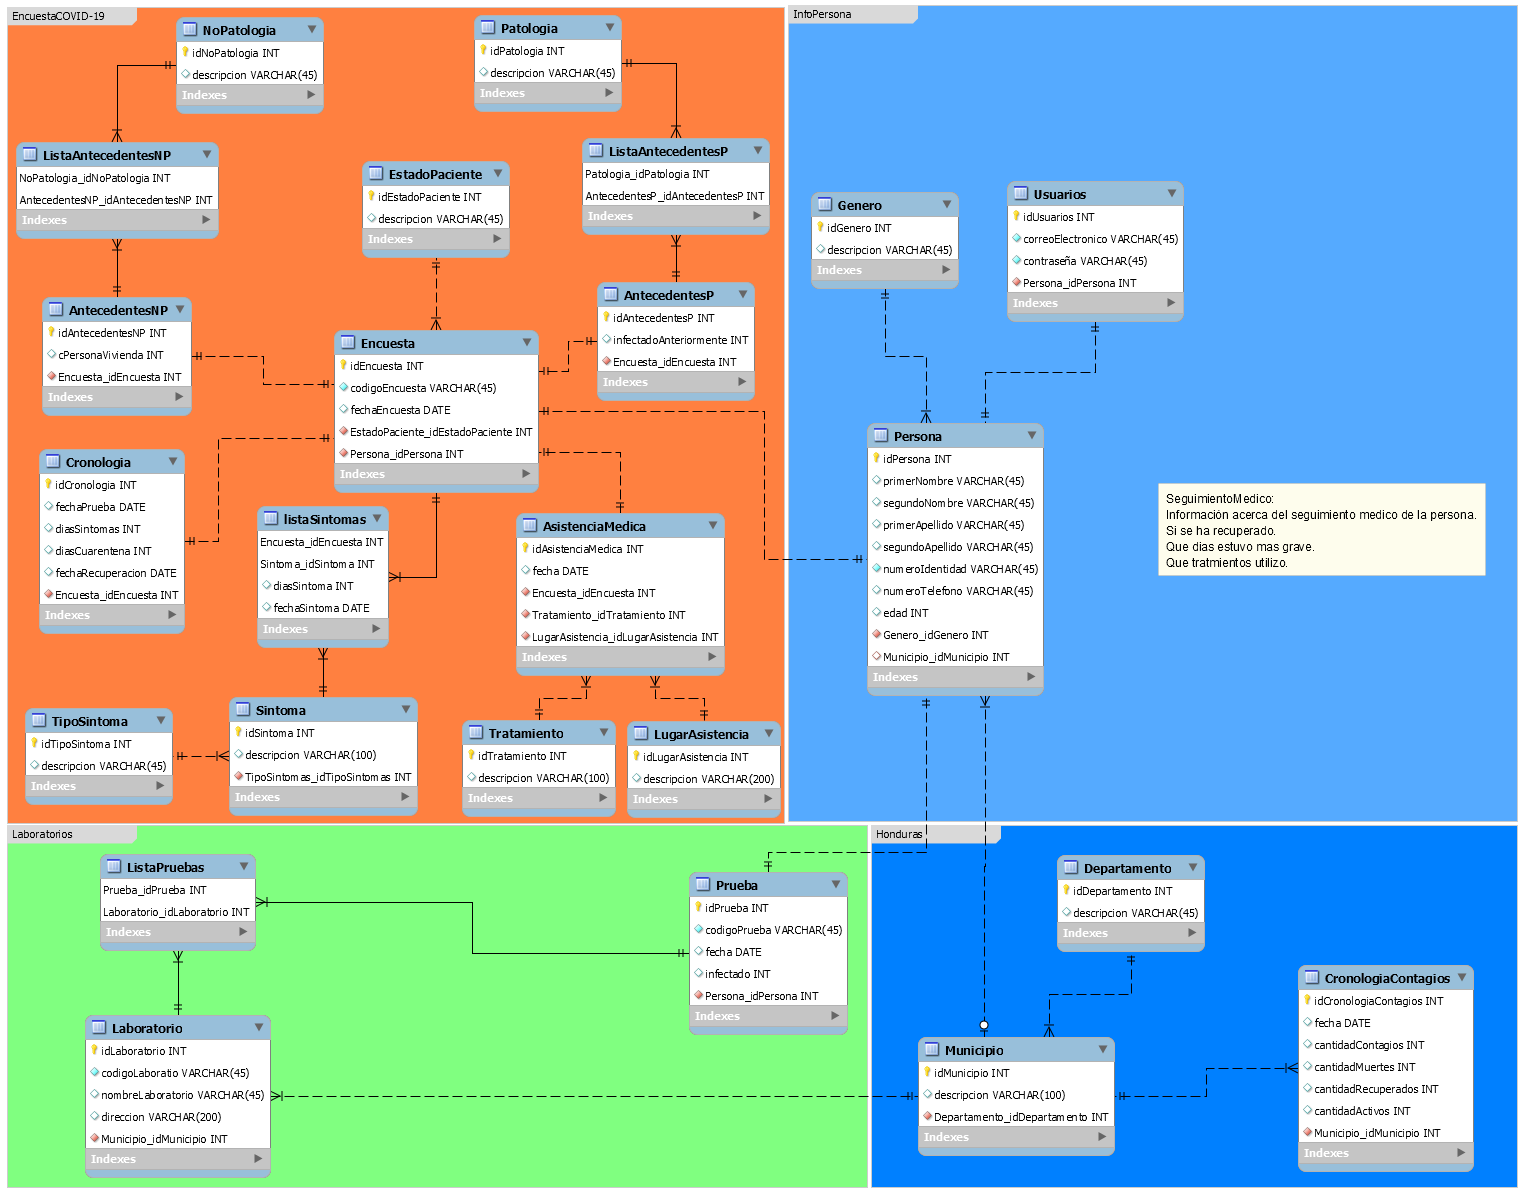 EncuestaCOVID-19
NoPatologia
idNoPatologia INT
descripcion VARCHAR(45)
Indexes
Patologia
idPatologia INT
descripcion VARCHAR(45)
Indexes
ListaAntecedentesNP
NoPatologia_idNoPatologia INT
AntecedentesNP_idAntecedentesNP INT
Indexes
ListaAntecedentesP
Patologia_idPatologia INT
AntecedentesP_idAntecedentesP INT
Indexes
EstadoPaciente
idEstadoPaciente INT
descripcion VARCHAR(45)
Indexes
AntecedentesNP
idAntecedentesNP INT
cPersonaVivienda INT
Encuesta_idEncuesta INT
Indexes
AntecedentesP
idAntecedentesP INT
infectadoAnteriormente INT
Encuesta_idEncuesta INT
Indexes
Encuesta
idEncuesta INT
codigoEncuesta VARCHAR(45)
fechaEncuesta DATE
EstadoPaciente_idEstadoPaciente INT
Persona_idPersona INT
Indexes
Cronologia
idCronologia INT
fechaPrueba DATE
diasSintomas INT
diasCuarentena INT
fechaRecuperacion DATE
Encuesta_idEncuesta INT
Indexes
listaSintomas
Encuesta_idEncuesta INT
Sintoma_idSintoma INT
diasSintoma INT
fechaSintoma DATE
Indexes
AsistenciaMedica
idAsistenciaMedica INT
fecha DATE
Encuesta_idEncuesta INT
Tratamiento_idTratamiento INT
LugarAsistencia_idLugarAsistencia INT
Indexes
TipoSintoma
idTipoSintoma INT
descripcion VARCHAR(45)
Indexes
Sintoma
idSintoma INT
descripcion VARCHAR(100)
TipoSintomas_idTipoSintomas INT
Indexes
Tratamiento
idTratamiento INT
descripcion VARCHAR(100)
Indexes
LugarAsistencia
idLugarAsistencia INT
descripcion VARCHAR(200)
Indexes
InfoPersona
Genero
idGenero INT
descripcion VARCHAR(45)
Indexes
Usuarios
idUsuarios INT
correoElectronico VARCHAR(45)
contraseña VARCHAR(45)
Persona_idPersona INT
Indexes
Persona
idPersona INT
primerNombre VARCHAR(45)
segundoNombre VARCHAR(45)
primerApellido VARCHAR(45)
segundoApellido VARCHAR(45)
numeroIdentidad VARCHAR(45)
numeroTelefono VARCHAR(45)
edad INT
Genero_idGenero INT
Municipio_idMunicipio INT
Indexes
SeguimientoMedico:
Información acerca del seguimiento medico de la persona.
Si se ha recuperado.
Que dias estuvo mas grave.
Que tratmientos utilizo.
Laboratorios
ListaPruebas
Prueba_idPrueba INT
Laboratorio_idLaboratorio INT
Indexes
Prueba
idPrueba INT
codigoPrueba VARCHAR(45)
fecha DATE
infectado INT
Persona_idPersona INT
Indexes
Laboratorio
idLaboratorio INT
codigoLaboratio VARCHAR(45)
nombreLaboratorio VARCHAR(45)
direccion VARCHAR(200)
Municipio_idMunicipio INT
Indexes
Honduras
Departamento
idDepartamento INT
descripcion VARCHAR(45)
Indexes
Municipio
idMunicipio INT
descripcion VARCHAR(100)
Departamento_idDepartamento INT
Indexes
CronologiaContagios
idCronologiaContagios INT
fecha DATE
cantidadContagios INT
cantidadMuertes INT
cantidadRecuperados INT
cantidadActivos INT
Municipio_idMunicipio INT
Indexes